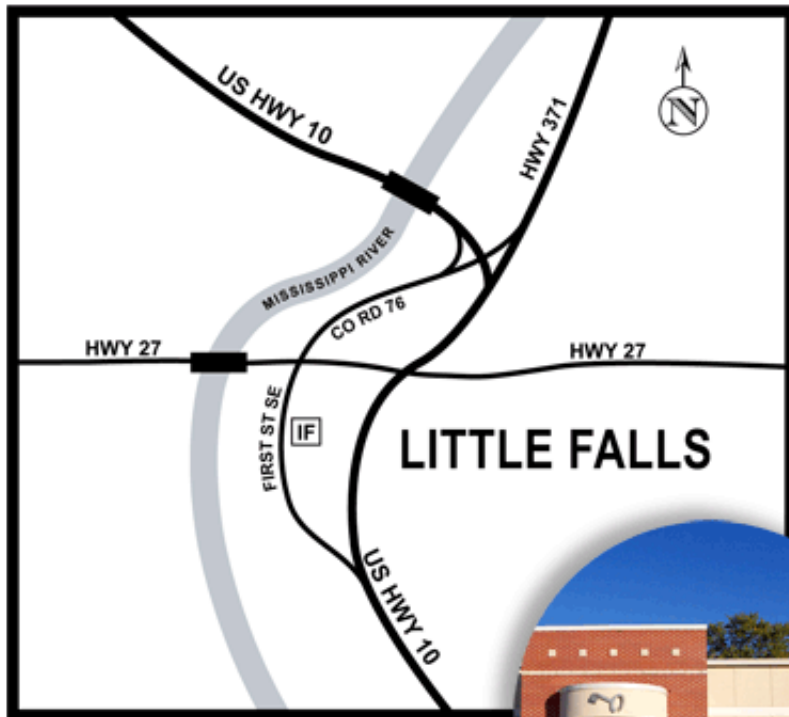 US HWY 10
HWY 371
N
MISSISSIPPI RIVER
CO RD 76
HWY 27
HWY 27
FIRST ST SE
IF
LITTLE FALLS
US HWY 10